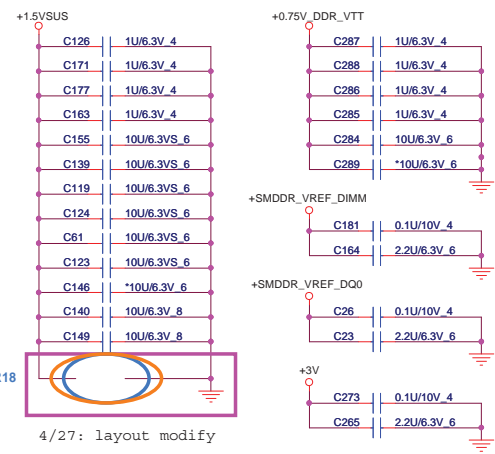 +1.5VSUS
C126 1U/6.3V_4
C171 1U/6.3V_4
C177 1U/6.3V_4
C163 1U/6.3V_4
C155 10U/6.3VS_6
C139 10U/6.3VS_6
C119 10U/6.3VS_6
C124 10U/6.3VS_6
C61 10U/6.3VS_6
C123 10U/6.3VS_6
C146 *10U/6.3V_6
C140 10U/6.3V_8
C149 10U/6.3V_8
218
4/27: layout modify
+0.75V_DDR_VTT
C287 1U/6.3V_4
C288 1U/6.3V_4
C286 1U/6.3V_4
C285 1U/6.3V_4
C284 10U/6.3V_6
C289 *10U/6.3V_6
+SMDDR_VREF_DIMM
C181 0.1U/10V_4
C164 2.2U/6.3V_6
+SMDDR_VREF_DQ0
C26 0.1U/10V_4
C23 2.2U/6.3V_6
+3V
C273 0.1U/10V_4
C265 2.2U/6.3V_6